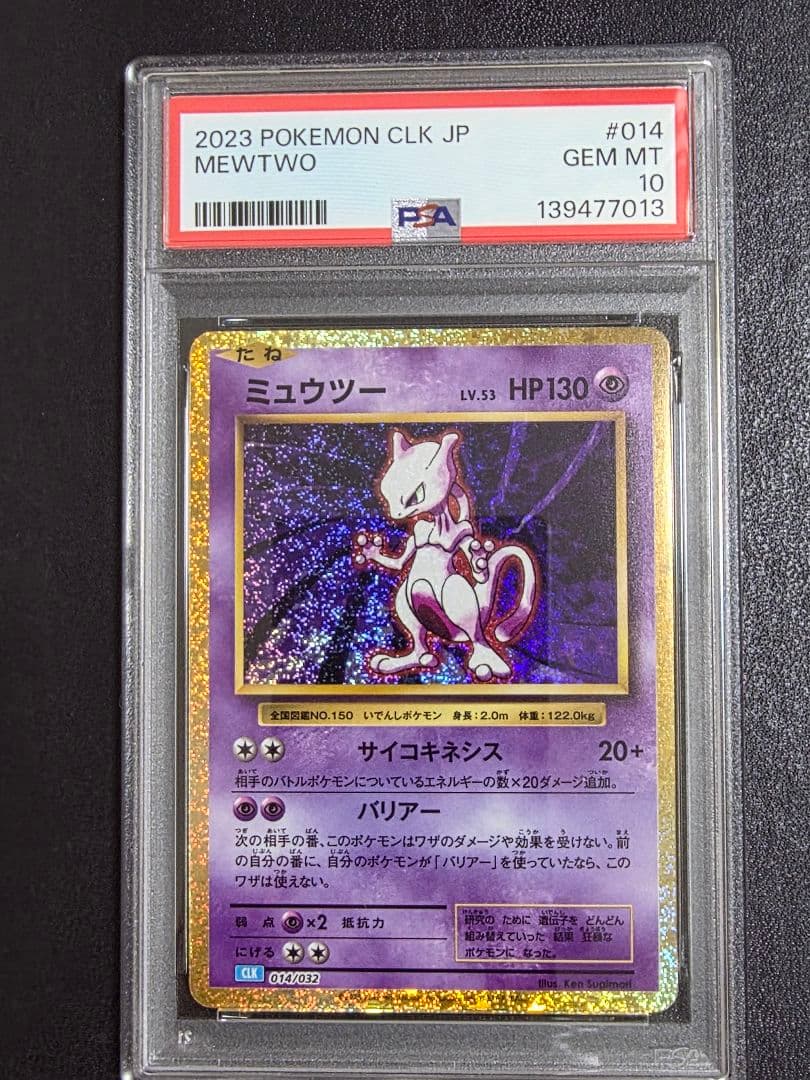 2023 POKEMON CLK JP #014
MEWTWO GEM MT
10
PSA 139477013
たね
ミュウツー LV.53 HP130
全国図鑑NO.150 いでんしポケモン 身長：2.0m 体重：122.0kg
サイコキネシス 20+
相手のバトルポケモンについているエネルギーの数×20ダメージ追加。
バリアー
次の相手の番、このポケモンはワザのダメージや効果を受けない。前
の自分の番に、自分のポケモンが「バリアー」を使っていたなら、この
ワザは使えない。
弱点 ×2 抵抗力
にげる
研究の ために 遺伝子を どんどん
組み替えていった 結果 狂暴な
ポケモンに なった。
CLK 014/032
Illus. Ken Sugimori